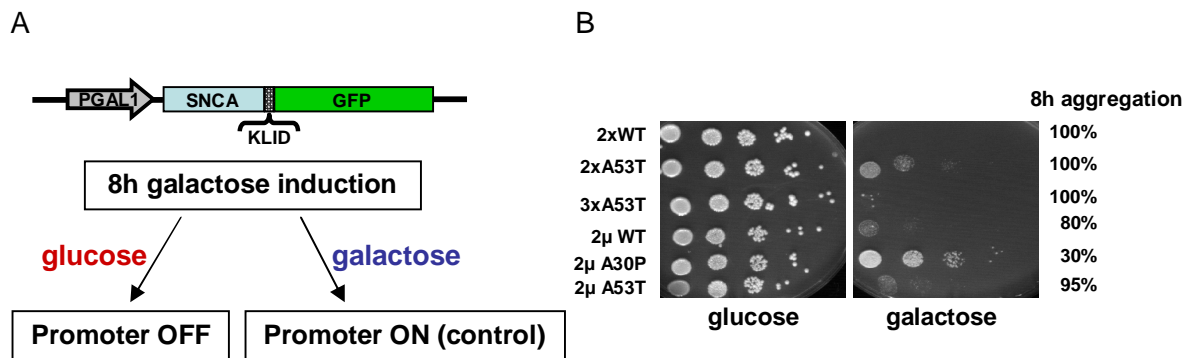 A
PGAL1 SNCA GFP
KLID
8h galactose induction
glucose galactose
Promoter OFF Promoter ON (control)
B
8h aggregation
2xWT 100%
2xA53T 100%
3xA53T 100%
2µ WT 80%
2µ A30P 30%
2µ A53T 95%
glucose galactose